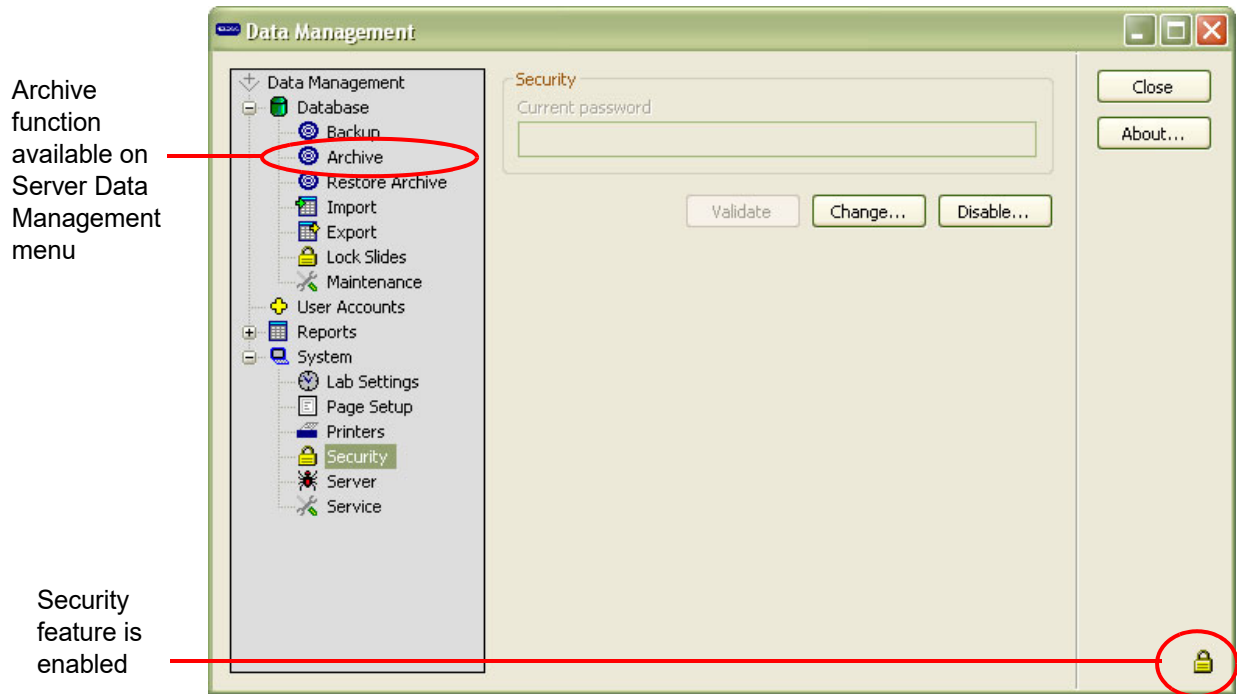 Data Management
Archive
function
available on
Server Data
Management
menu
Data Management
Database
Backup
Archive
Restore Archive
Import
Export
Lock Slides
Maintenance
User Accounts
Reports
System
Lab Settings
Page Setup
Printers
Security
Server
Service
Security
Current password
Validate
Change...
Disable...
Close
About...
Security
feature is
enabled